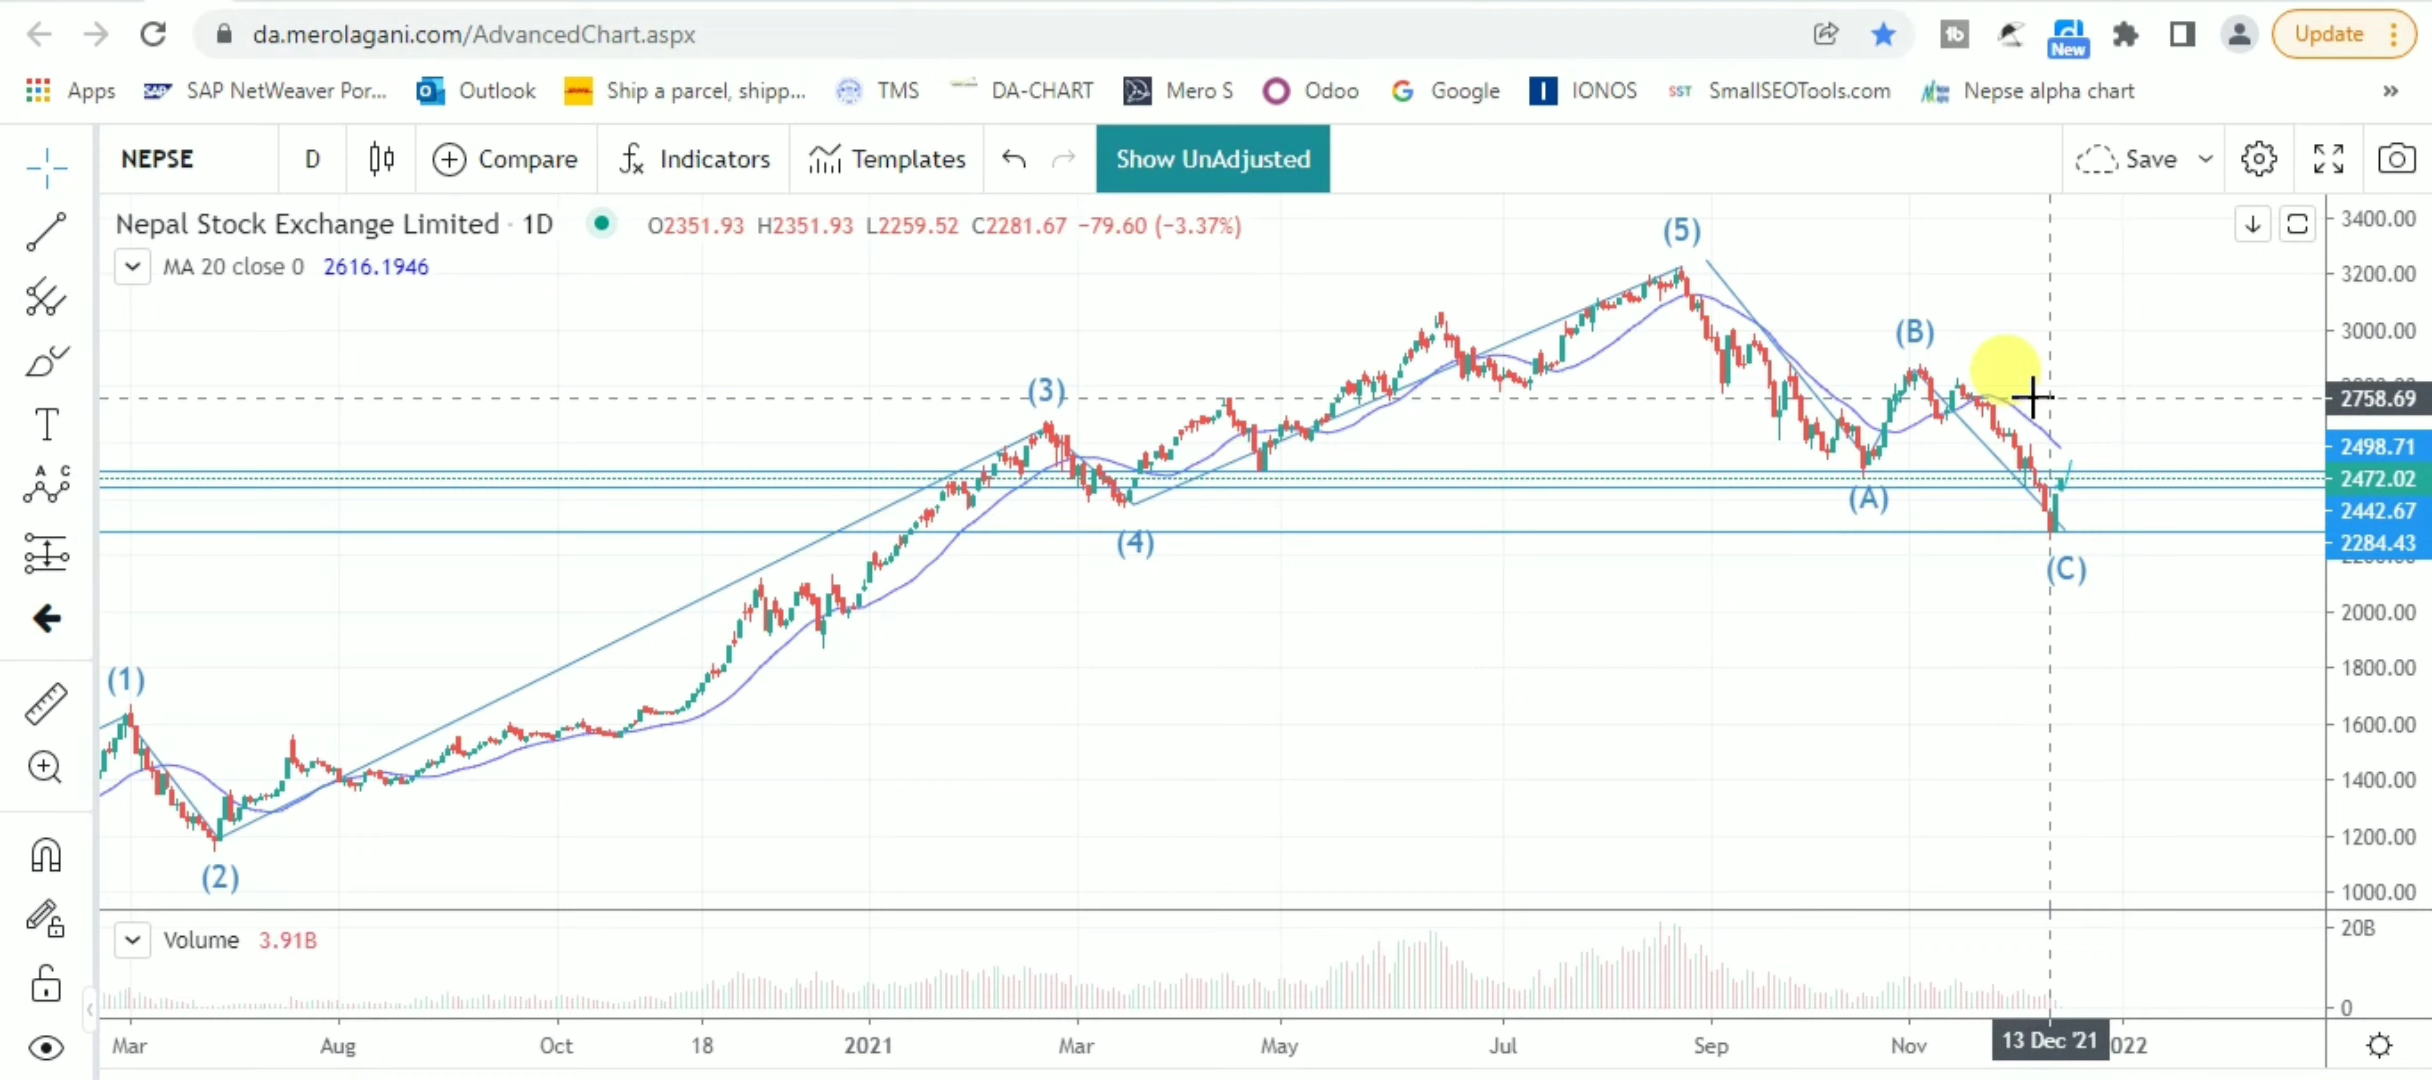 da.merolagani.com/AdvancedChart.aspx
New
Update
Apps
SAP NetWeaver Por...
Outlook
Ship a parcel, shipp...
TMS
DA-CHART
Mero S
Odoo
Google
IONOS
SST SmallSEOTools.com
Nepse alpha chart
»
NEPSE
D
Compare
Indicators
Templates
Show UnAdjusted
Save
Nepal Stock Exchange Limited · 1D
O2351.93 H2351.93 L2259.52 C2281.67 −79.60 (−3.37%)
MA 20 close 0 2616.1946
(1)
(2)
(3)
(4)
(5)
(A)
(B)
(C)
3400.00
3200.00
3000.00
2758.69
2498.71
2472.02
2442.67
2284.43
2000.00
1800.00
1600.00
1400.00
1200.00
1000.00
Volume 3.91B
20B
0
Mar
Aug
Oct
18
2021
Mar
May
Jul
Sep
Nov
13 Dec '21
022